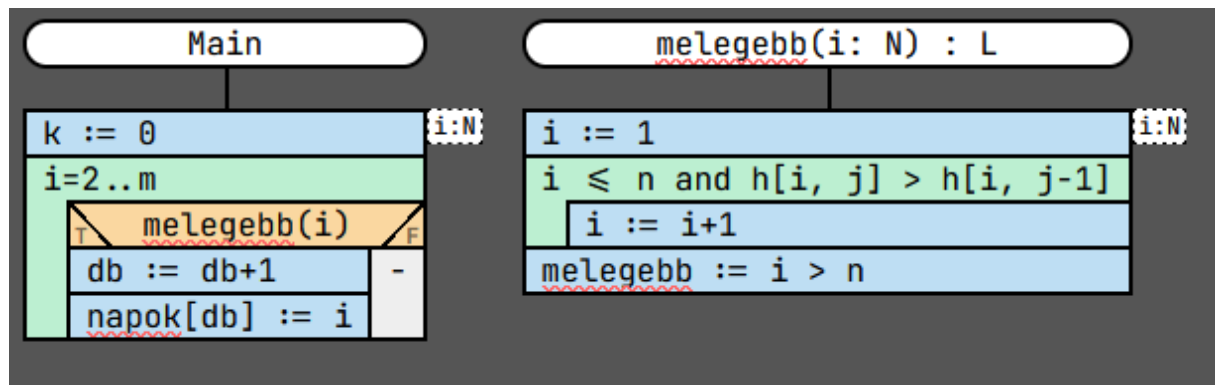 Main
k := 0
i:N
i=2..m
T melegebb(i) F
db := db+1
-
napok[db] := i
melegebb(i: N) : L
i := 1
i:N
i ⩽ n and h[i, j] > h[i, j-1]
i := i+1
melegebb := i > n